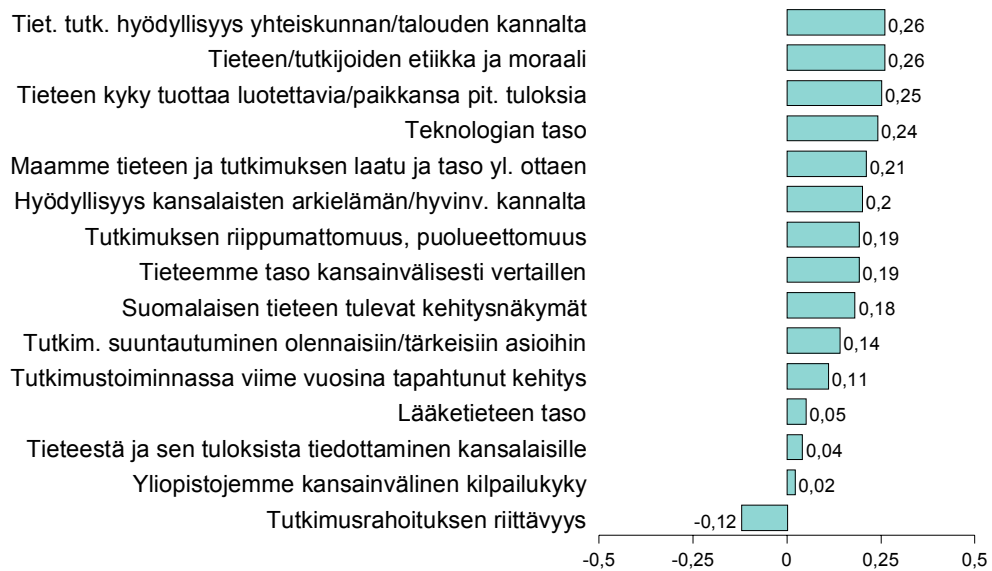 Tiet. tutk. hyödyllisyys yhteiskunnan/talouden kannalta 0,26
Tieteen/tutkijoiden etiikka ja moraali 0,26
Tieteen kyky tuottaa luotettavia/paikkansa pit. tuloksia 0,25
Teknologian taso 0,24
Maamme tieteen ja tutkimuksen laatu ja taso yl. ottaen 0,21
Hyödyllisyys kansalaisten arkielämän/hyvinv. kannalta 0,2
Tutkimuksen riippumattomuus, puolueettomuus 0,19
Tieteemme taso kansainvälisesti vertaillen 0,19
Suomalaisen tieteen tulevat kehitysnäkymät 0,18
Tutkim. suuntautuminen olennaisiin/tärkeisiin asioihin 0,14
Tutkimustoiminnassa viime vuosina tapahtunut kehitys 0,11
Lääketieteen taso 0,05
Tieteestä ja sen tuloksista tiedottaminen kansalaisille 0,04
Yliopistojemme kansainvälinen kilpailukyky 0,02
Tutkimusrahoituksen riittävyys -0,12
-0,5 -0,25 0 0,25 0,5